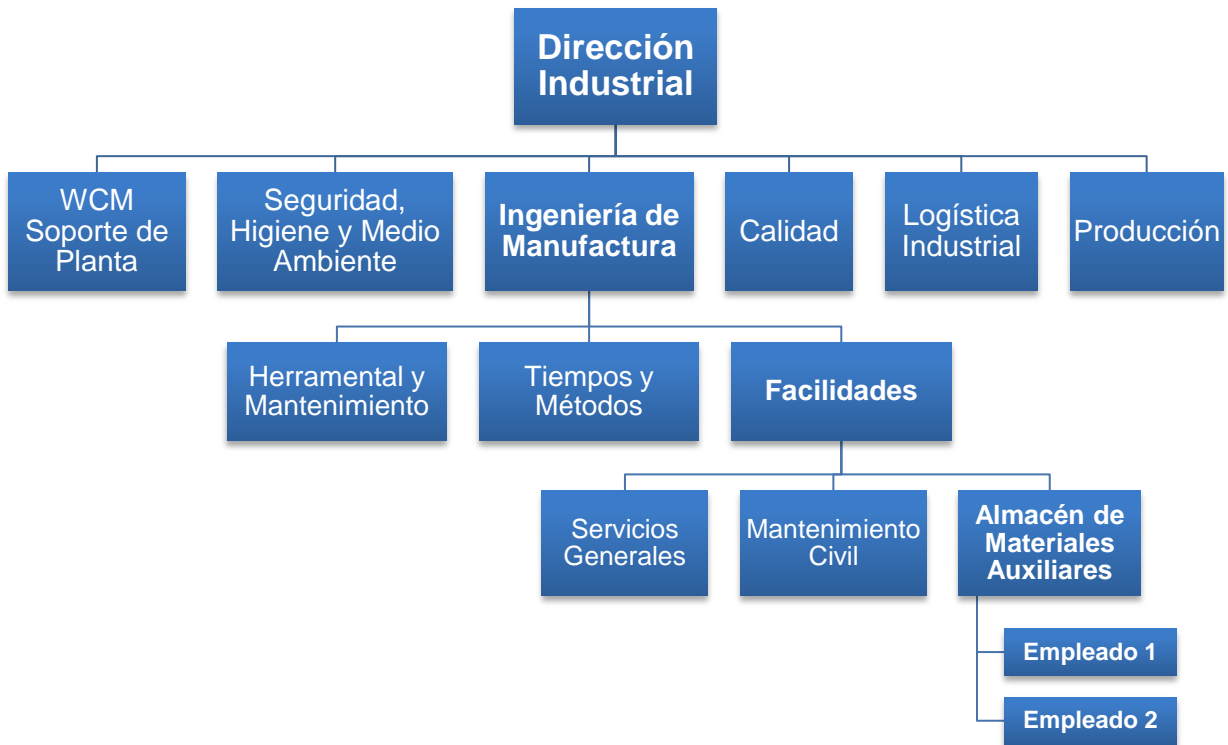 Dirección
Industrial
WCM
Soporte de
Planta
Seguridad,
Higiene y Medio
Ambiente
Ingeniería de
Manufactura
Calidad
Logística
Industrial
Producción
Herramental y
Mantenimiento
Tiempos y
Métodos
Facilidades
Servicios
Generales
Mantenimiento
Civil
Almacén de
Materiales
Auxiliares
Empleado 1
Empleado 2